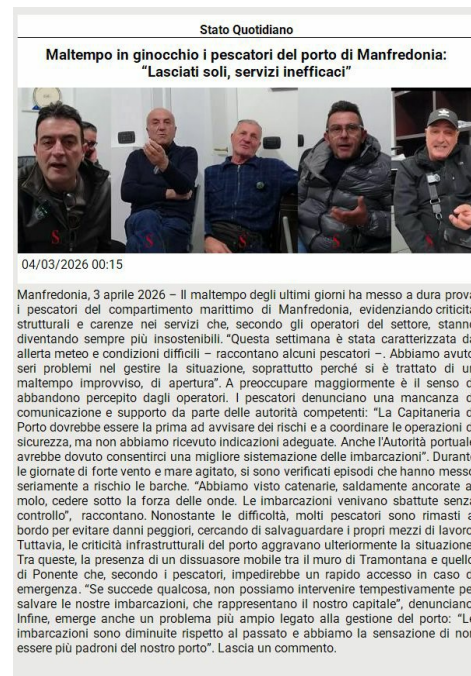 Stato Quotidiano
Maltempo in ginocchio i pescatori del porto di Manfredonia:
“Lasciati soli, servizi inefficaci”
S S S S S
04/03/2026 00:15
Manfredonia, 3 aprile 2026 – Il maltempo degli ultimi giorni ha messo a dura prova
i pescatori del compartimento marittimo di Manfredonia, evidenziando criticit
strutturali e carenze nei servizi che, secondo gli operatori del settore, stanno
diventando sempre più insostenibili. “Questa settimana è stata caratterizzata da
allerta meteo e condizioni difficili – raccontano alcuni pescatori –. Abbiamo avuto
seri problemi nel gestire la situazione, soprattutto perché si è trattato di un
maltempo improvviso, di apertura”. A preoccupare maggiormente è il senso d
abbandono percepito dagli operatori. I pescatori denunciano una mancanza d
comunicazione e supporto da parte delle autorità competenti: “La Capitaneria d
Porto dovrebbe essere la prima ad avvisare dei rischi e a coordinare le operazioni d
sicurezza, ma non abbiamo ricevuto indicazioni adeguate. Anche l'Autorità portuale
avrebbe dovuto consentirci una migliore sistemazione delle imbarcazioni”. Durante
le giornate di forte vento e mare agitato, si sono verificati episodi che hanno messo
seriamente a rischio le barche. “Abbiamo visto catenarie, saldamente ancorate a
molo, cedere sotto la forza delle onde. Le imbarcazioni venivano sbattute senza
controllo”, raccontano. Nonostante le difficoltà, molti pescatori sono rimasti a
bordo per evitare danni peggiori, cercando di salvaguardare i propri mezzi di lavoro
Tuttavia, le criticità infrastrutturali del porto aggravano ulteriormente la situazione
Tra queste, la presenza di un dissuasore mobile tra il muro di Tramontana e quello
di Ponente che, secondo i pescatori, impedirebbe un rapido accesso in caso d
emergenza. “Se succede qualcosa, non possiamo intervenire tempestivamente pe
salvare le nostre imbarcazioni, che rappresentano il nostro capitale”, denunciano
Infine, emerge anche un problema più ampio legato alla gestione del porto: “Le
imbarcazioni sono diminuite rispetto al passato e abbiamo la sensazione di non
essere più padroni del nostro porto”. Lascia un commento.